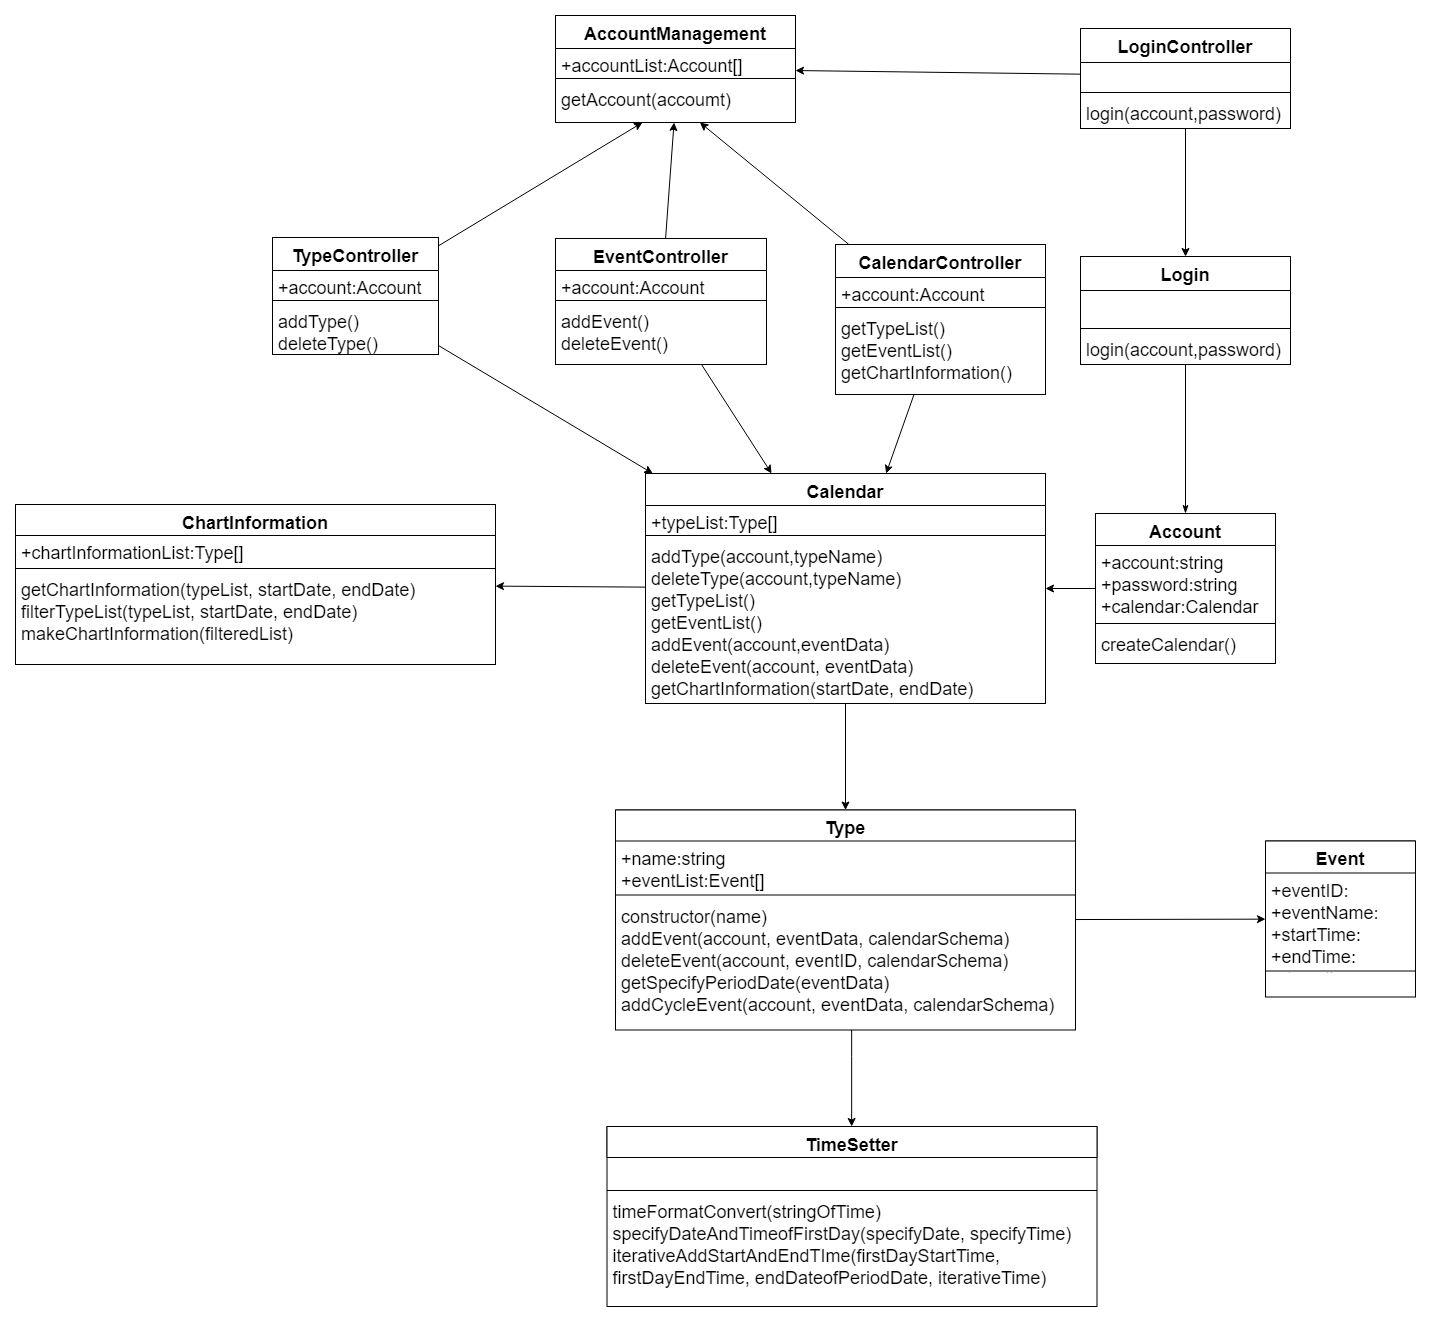 AccountManagement
+accountList:Account[]
getAccount(accoumt)
LoginController
login(account,password)
TypeController
+account:Account
addType()
deleteType()
EventController
+account:Account
addEvent()
deleteEvent()
CalendarController
+account:Account
getTypeList()
getEventList()
getChartInformation()
Login
login(account,password)
ChartInformation
+chartInformationList:Type[]
getChartInformation(typeList, startDate, endDate)
filterTypeList(typeList, startDate, endDate)
makeChartInformation(filteredList)
Calendar
+typeList:Type[]
addType(account,typeName)
deleteType(account,typeName)
getTypeList()
getEventList()
addEvent(account,eventData)
deleteEvent(account, eventData)
getChartInformation(startDate, endDate)
Account
+account:string
+password:string
+calendar:Calendar
createCalendar()
Type
+name:string
+eventList:Event[]
constructor(name)
addEvent(account, eventData, calendarSchema)
deleteEvent(account, eventID, calendarSchema)
getSpecifyPeriodDate(eventData)
addCycleEvent(account, eventData, calendarSchema)
Event
+eventID:
+eventName:
+startTime:
+endTime:
TimeSetter
timeFormatConvert(stringOfTime)
specifyDateAndTimeofFirstDay(specifyDate, specifyTime)
iterativeAddStartAndEndTIme(firstDayStartTime,
firstDayEndTime, endDateofPeriodDate, iterativeTime)